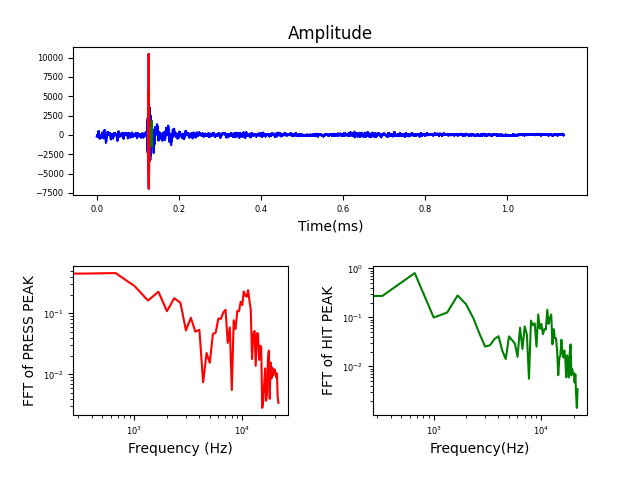 Amplitude
10000
7500
5000
2500
0
−2500
−5000
−7500
0.0 0.2 0.4 0.6 0.8 1.0
Time(ms)
FFT of PRESS PEAK
10⁻¹
10⁻²
10³ 10⁴
Frequency (Hz)
FFT of HIT PEAK
10⁰
10⁻¹
10⁻²
10³ 10⁴
Frequency(Hz)